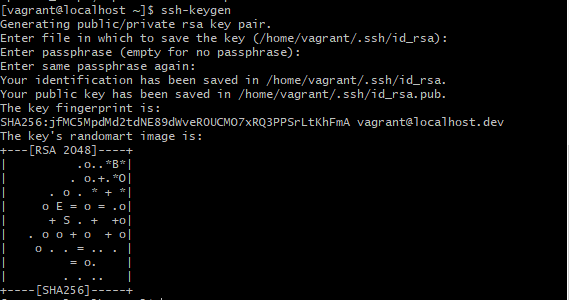 [vagrant@localhost ~]$ ssh-keygen
Generating public/private rsa key pair.
Enter file in which to save the key (/home/vagrant/.ssh/id_rsa):
Enter passphrase (empty for no passphrase):
Enter same passphrase again:
Your identification has been saved in /home/vagrant/.ssh/id_rsa.
Your public key has been saved in /home/vagrant/.ssh/id_rsa.pub.
The key fingerprint is:
SHA256:jfMC5MpdMd2tdNE89dWveROUCMO7xRQ3PPSrLtKhFmA vagrant@localhost.dev
The key's randomart image is:
+---[RSA 2048]----+
|          .o..*B*|
|         . o.+.*O|
|      . o . * + *|
|     o E = o = .o|
|      + S . +  +o|
|   . o o + o  + o|
|    o . . = .. . |
|         = o.    |
|        . . ..   |
+----[SHA256]-----+